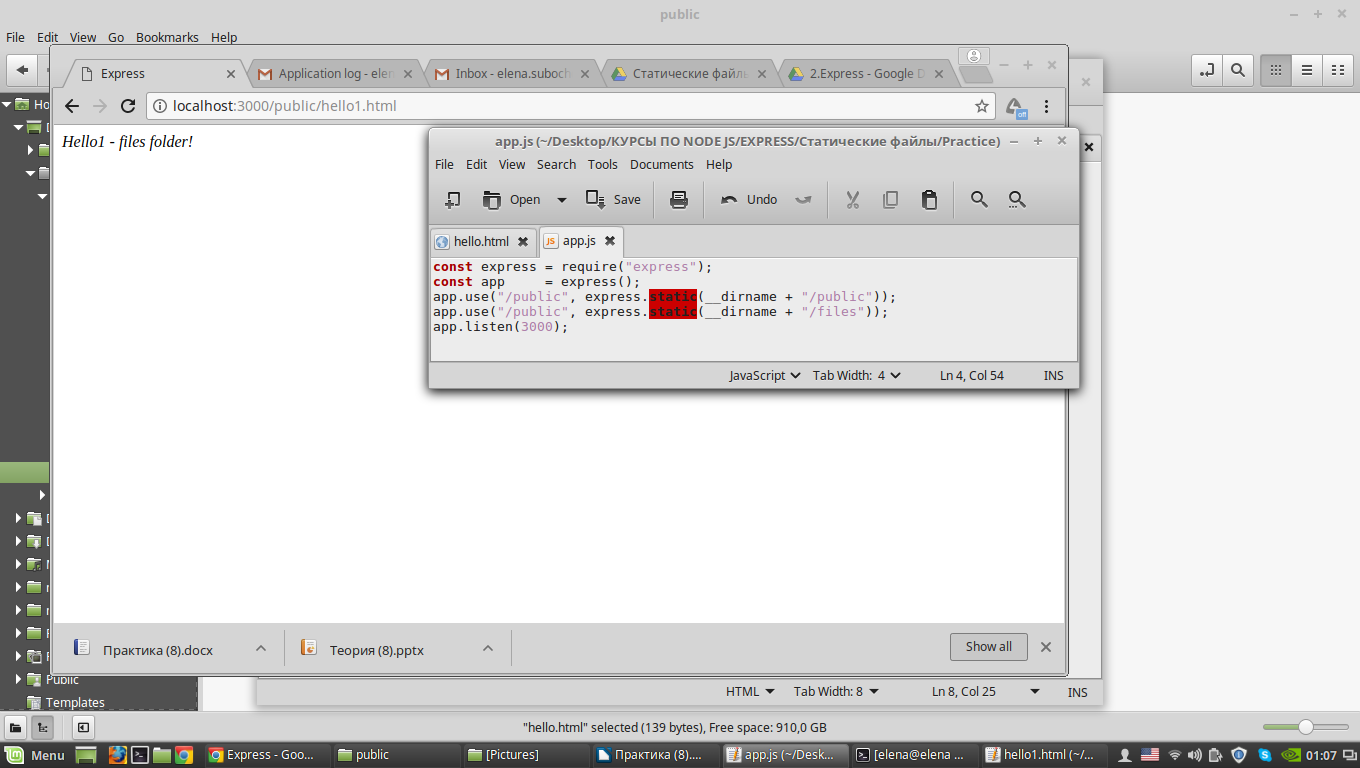 public
File Edit View Go Bookmarks Help
Express
Application log - elen
Inbox - elena.suboch
Статические файль
2.Express - Google D
localhost:3000/public/hello1.html
off
Hello1 - files folder!
app.js (~/Desktop/КУРСЫ ПО NODE JS/EXPRESS/Статические файлы/Practice)
File Edit View Search Tools Documents Help
Open Save Undo
hello.html
JS app.js
const express = require("express");
const app     = express();
app.use("/public", express.static(__dirname + "/public"));
app.use("/public", express.static(__dirname + "/files"));
app.listen(3000);
JavaScript Tab Width: 4 Ln 4, Col 54 INS
Ho
Public
Templates
Практика (8).docx
Теория (8).pptx
Show all
HTML Tab Width: 8 Ln 8, Col 25 INS
"hello.html" selected (139 bytes), Free space: 910,0 GB
Menu
Express - Goo...
public
[Pictures]
Практика (8)....
app.js (~/Desk...
[elena@elena ...
hello1.html (~/...
01:07